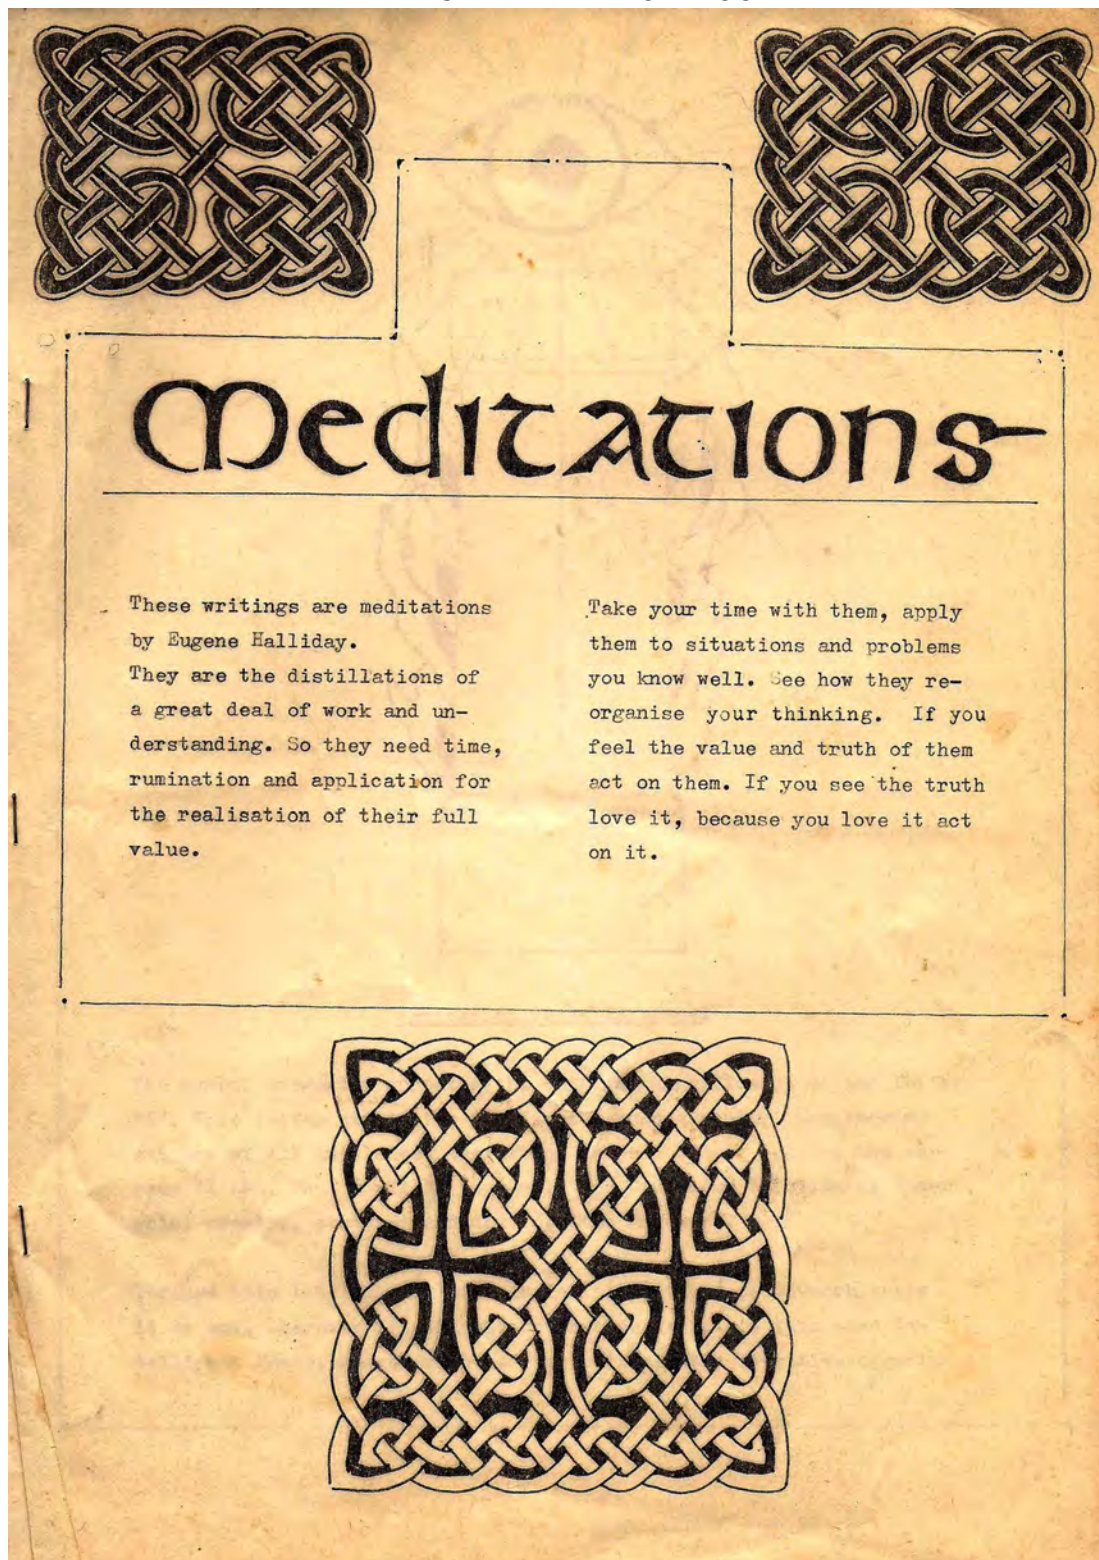 Meditations
These writings are meditations
by Eugene Halliday.
They are the distillations of
a great deal of work and un-
derstanding. So they need time,
rumination and application for
the realisation of their full
value.
Take your time with them, apply
them to situations and problems
you know well. See how they re-
organise your thinking. If you
feel the value and truth of them
act on them. If you see the truth
love it, because you love it act
on it.